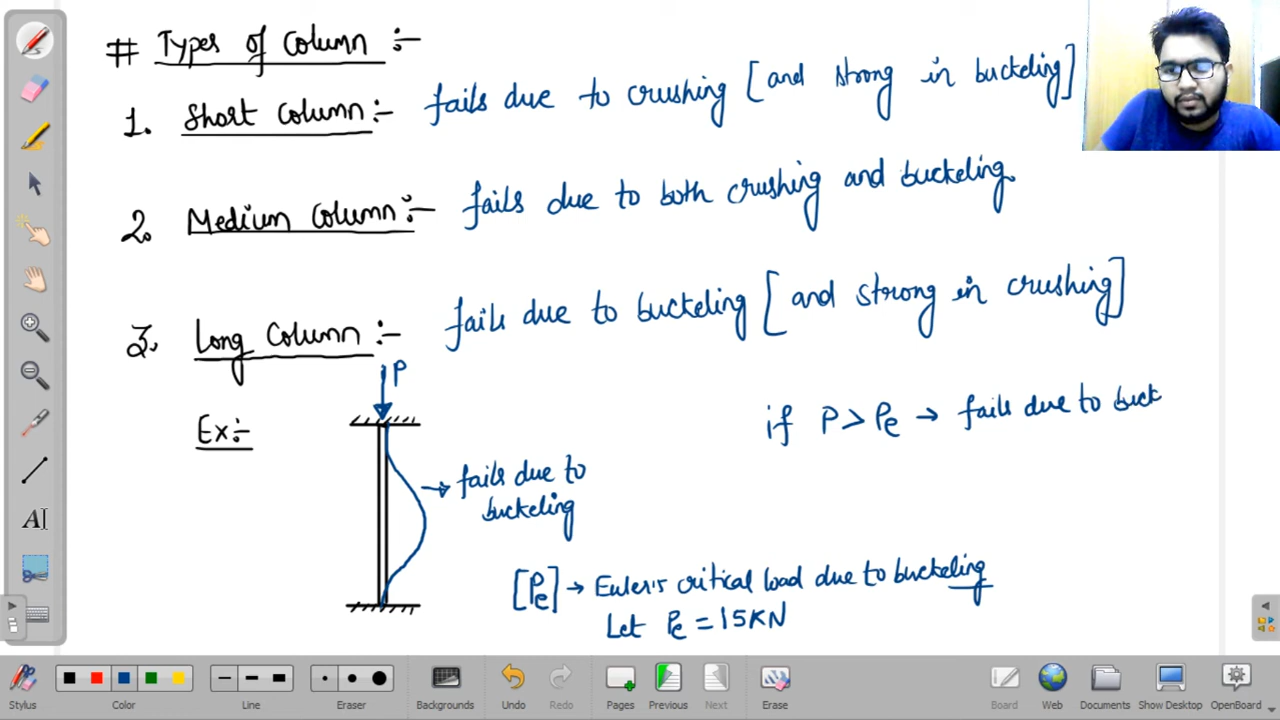 # Types of Column :-
1. Short Column :- fails due to crushing [and strong in buckeling]
2. Medium Column :- fails due to both crushing and buckeling.
3. Long Column :- fails due to buckeling [and strong in crushing]
P
Ex :-
if P > Pe → fails due to buck
→ fails due to
buckeling
[Pe] → Euler's critical load due to buckeling
Let Pe = 15KN
AI
Stylus
Color
Line
Eraser
Backgrounds
Undo
Redo
Pages
Previous
Next
Erase
Board
Web
Documents
Show Desktop
OpenBoard